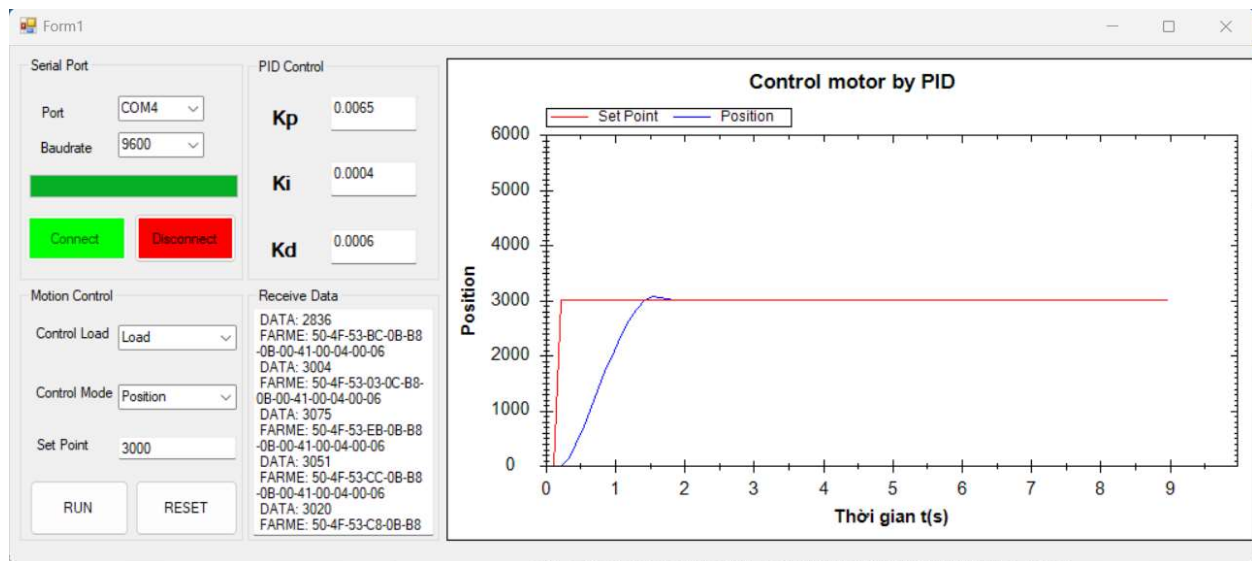 Form1
Serial Port
Port
COM4
Baudrate
9600
Connect
Disconnect
PID Control
Kp
0.0065
Ki
0.0004
Kd
0.0006
Motion Control
Control Load
Load
Control Mode
Position
Set Point
3000
RUN
RESET
Receive Data
DATA: 2836
FARME: 50-4F-53-BC-0B-B8
-0B-00-41-00-04-00-06
DATA: 3004
FARME: 50-4F-53-03-0C-B8-
0B-00-41-00-04-00-06
DATA: 3075
FARME: 50-4F-53-EB-0B-B8
-0B-00-41-00-04-00-06
DATA: 3051
FARME: 50-4F-53-CC-0B-B8
-0B-00-41-00-04-00-06
DATA: 3020
FARME: 50-4F-53-C8-0B-B8
Control motor by PID
Set Point
Position
6000
5000
4000
3000
2000
1000
0
Position
0 1 2 3 4 5 6 7 8 9
Thời gian t(s)